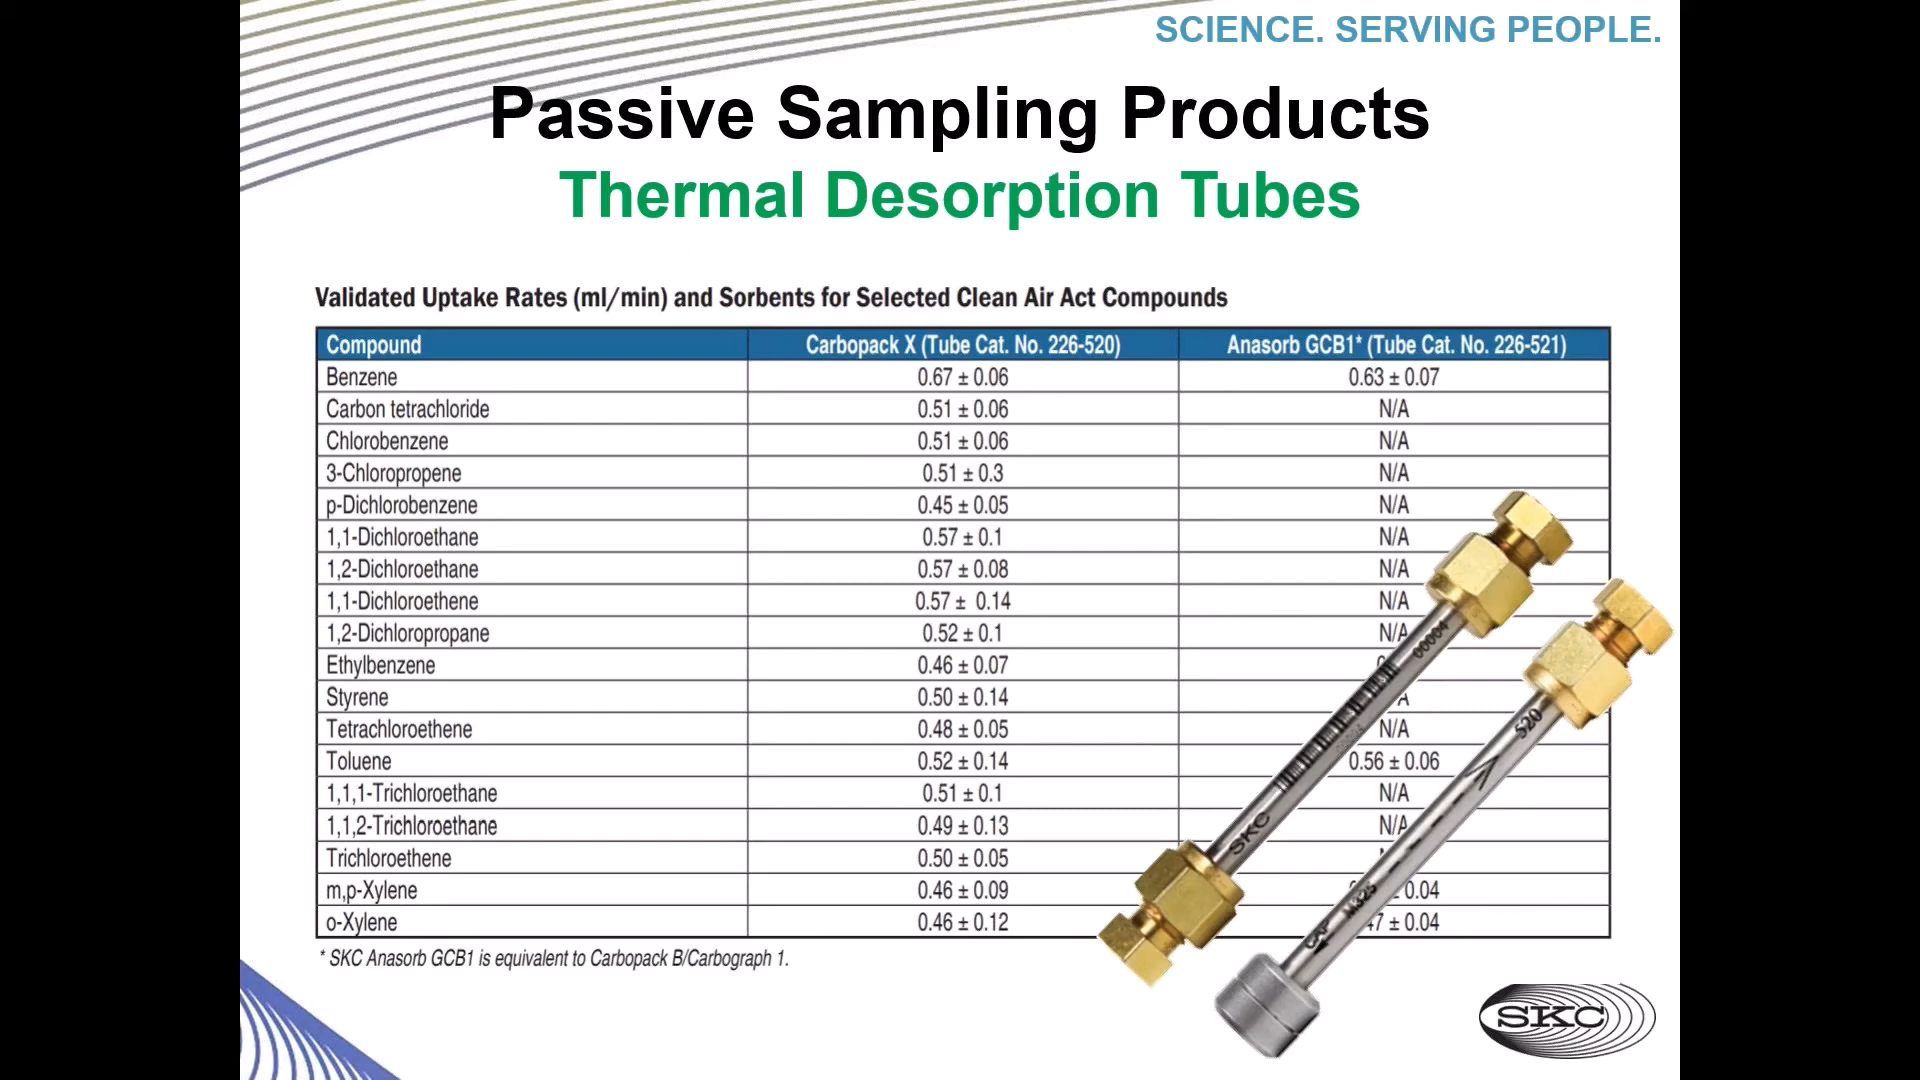 SCIENCE. SERVING PEOPLE.
Passive Sampling Products
Thermal Desorption Tubes
Validated Uptake Rates (ml/min) and Sorbents for Selected Clean Air Act Compounds
Compound Carbopack X (Tube Cat. No. 226-520) Anasorb GCB1* (Tube Cat. No. 226-521)
Benzene 0.67 ± 0.06 0.63 ± 0.07
Carbon tetrachloride 0.51 ± 0.06 N/A
Chlorobenzene 0.51 ± 0.06 N/A
3-Chloropropene 0.51 ± 0.3 N/A
p-Dichlorobenzene 0.45 ± 0.05 N/A
1,1-Dichloroethane 0.57 ± 0.1 N/A
1,2-Dichloroethane 0.57 ± 0.08 N/A
1,1-Dichloroethene 0.57 ± 0.14 N/A
1,2-Dichloropropane 0.52 ± 0.1 N/A
Ethylbenzene 0.46 ± 0.07
Styrene 0.50 ± 0.14
Tetrachloroethene 0.48 ± 0.05 N/A
Toluene 0.52 ± 0.14 0.56 ± 0.06
1,1,1-Trichloroethane 0.51 ± 0.1 N/A
1,1,2-Trichloroethane 0.49 ± 0.13 N/A
Trichloroethene 0.50 ± 0.05
m,p-Xylene 0.46 ± 0.09 0.04
o-Xylene 0.46 ± 0.12 47 ± 0.04
* SKC Anasorb GCB1 is equivalent to Carbopack B/Carbograph 1.
00004
SKC
520
M325
CAP
SKC